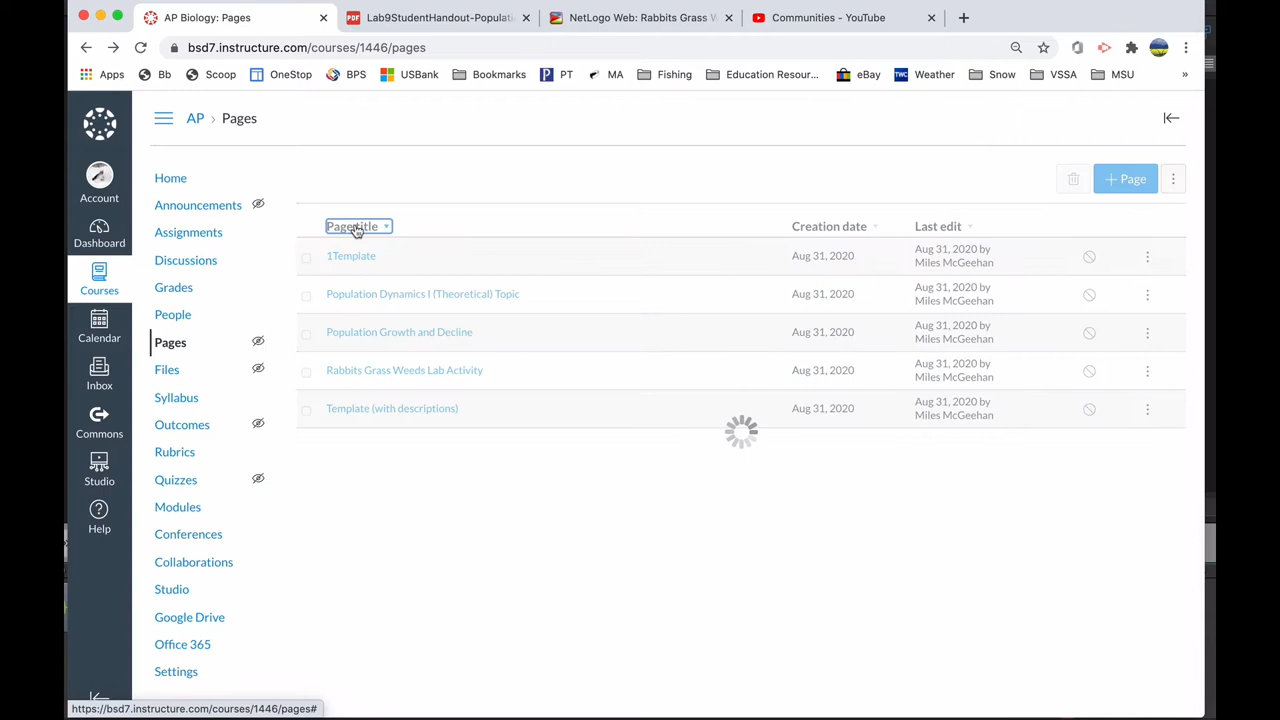 AP Biology: Pages
Lab9StudentHandout-Populat
NetLogo Web: Rabbits Grass W
Communities - YouTube
bsd7.instructure.com/courses/1446/pages
Apps
Bb
Scoop
OneStop
BPS
USBank
Bookmarks
PT
MA
Fishing
Education Resour...
eBay
Weather
Snow
VSSA
MSU
»
AP › Pages
Account
Dashboard
Courses
Calendar
Inbox
Commons
Studio
Help
Home
Announcements
Assignments
Discussions
Grades
People
Pages
Files
Syllabus
Outcomes
Rubrics
Quizzes
Modules
Conferences
Collaborations
Studio
Google Drive
Office 365
Settings
+ Page
Page title Creation date Last edit
1Template Aug 31, 2020 Aug 31, 2020 by
Miles McGeehan
Population Dynamics I (Theoretical) Topic Aug 31, 2020 Aug 31, 2020 by
Miles McGeehan
Population Growth and Decline Aug 31, 2020 Aug 31, 2020 by
Miles McGeehan
Rabbits Grass Weeds Lab Activity Aug 31, 2020 Aug 31, 2020 by
Miles McGeehan
Template (with descriptions) Aug 31, 2020 Aug 31, 2020 by
Miles McGeehan
https://bsd7.instructure.com/courses/1446/pages#